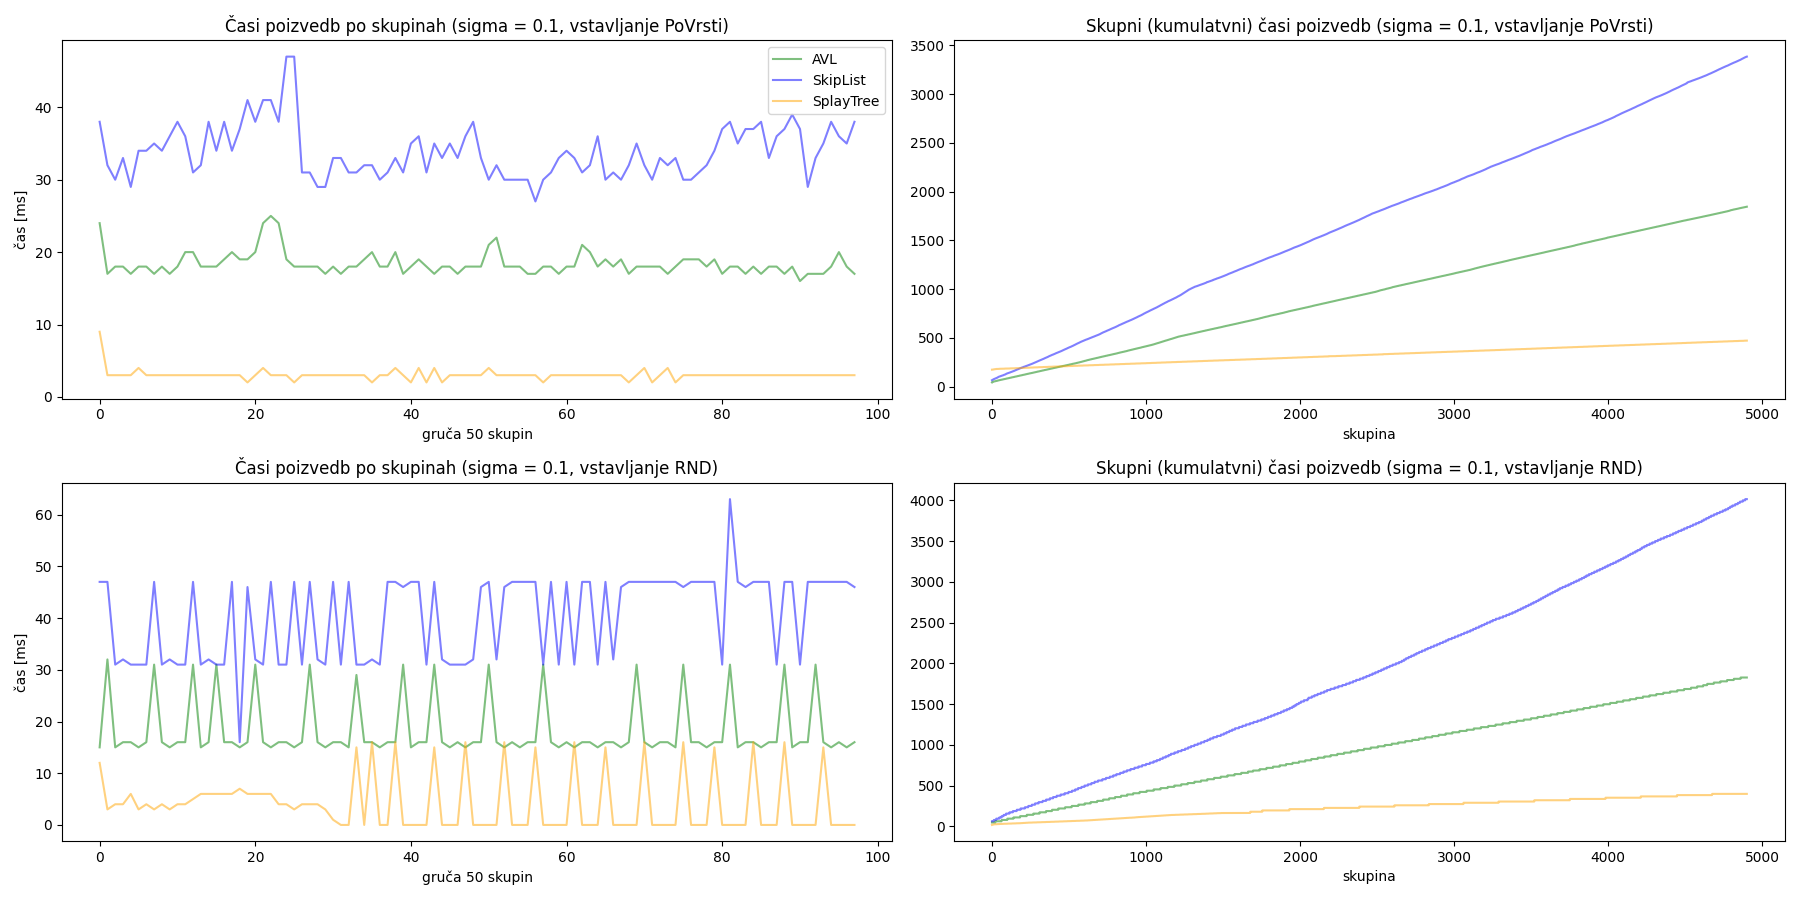 Časi poizvedb po skupinah (sigma = 0.1, vstavljanje PoVrsti)
čas [ms]
40
30
20
10
0
AVL
SkipList
SplayTree
0 20 40 60 80 100
gruča 50 skupin
Skupni (kumulatvni) časi poizvedb (sigma = 0.1, vstavljanje PoVrsti)
3500
3000
2500
2000
1500
1000
500
0
0 1000 2000 3000 4000 5000
skupina
Časi poizvedb po skupinah (sigma = 0.1, vstavljanje RND)
čas [ms]
60
50
40
30
20
10
0
0 20 40 60 80 100
gruča 50 skupin
Skupni (kumulatvni) časi poizvedb (sigma = 0.1, vstavljanje RND)
4000
3500
3000
2500
2000
1500
1000
500
0
0 1000 2000 3000 4000 5000
skupina